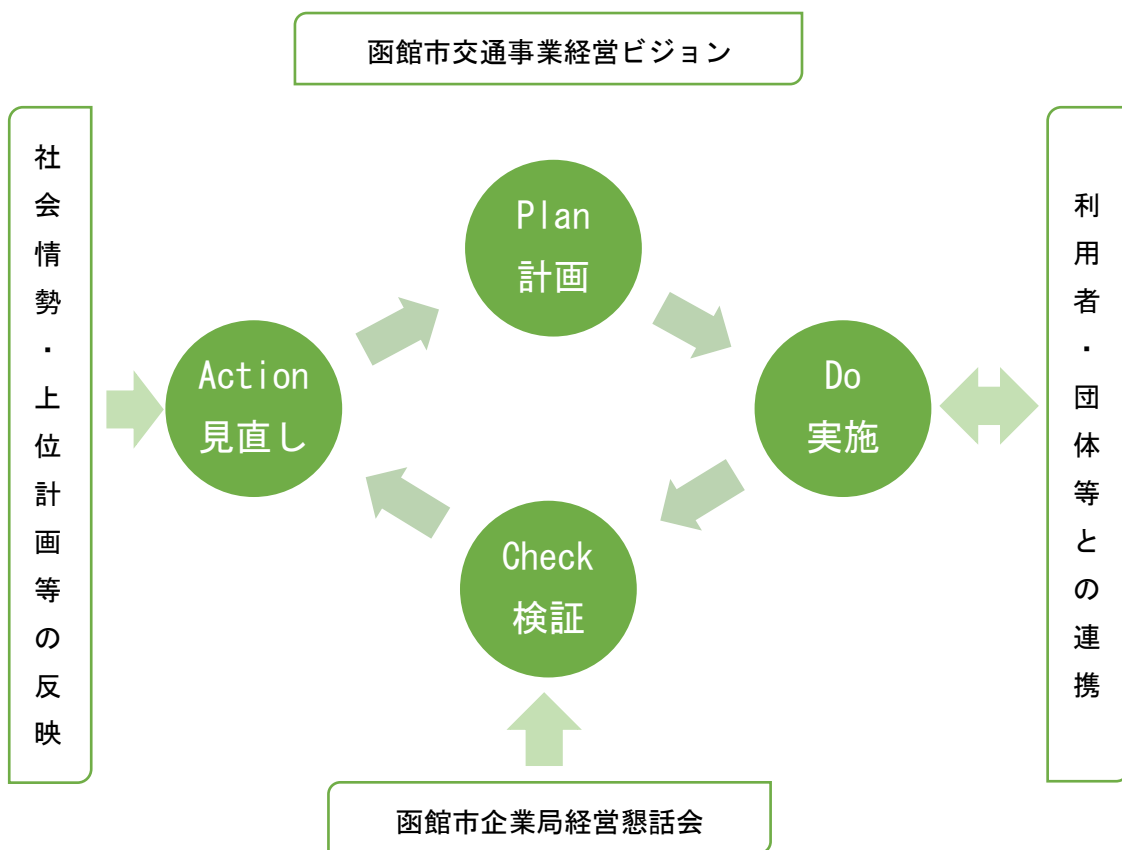 函館市交通事業経営ビジョン
社会情勢・上位計画等の反映
Plan
計画
Action
見直し
Do
実施
Check
検証
利用者・団体等との連携
函館市企業局経営懇話会